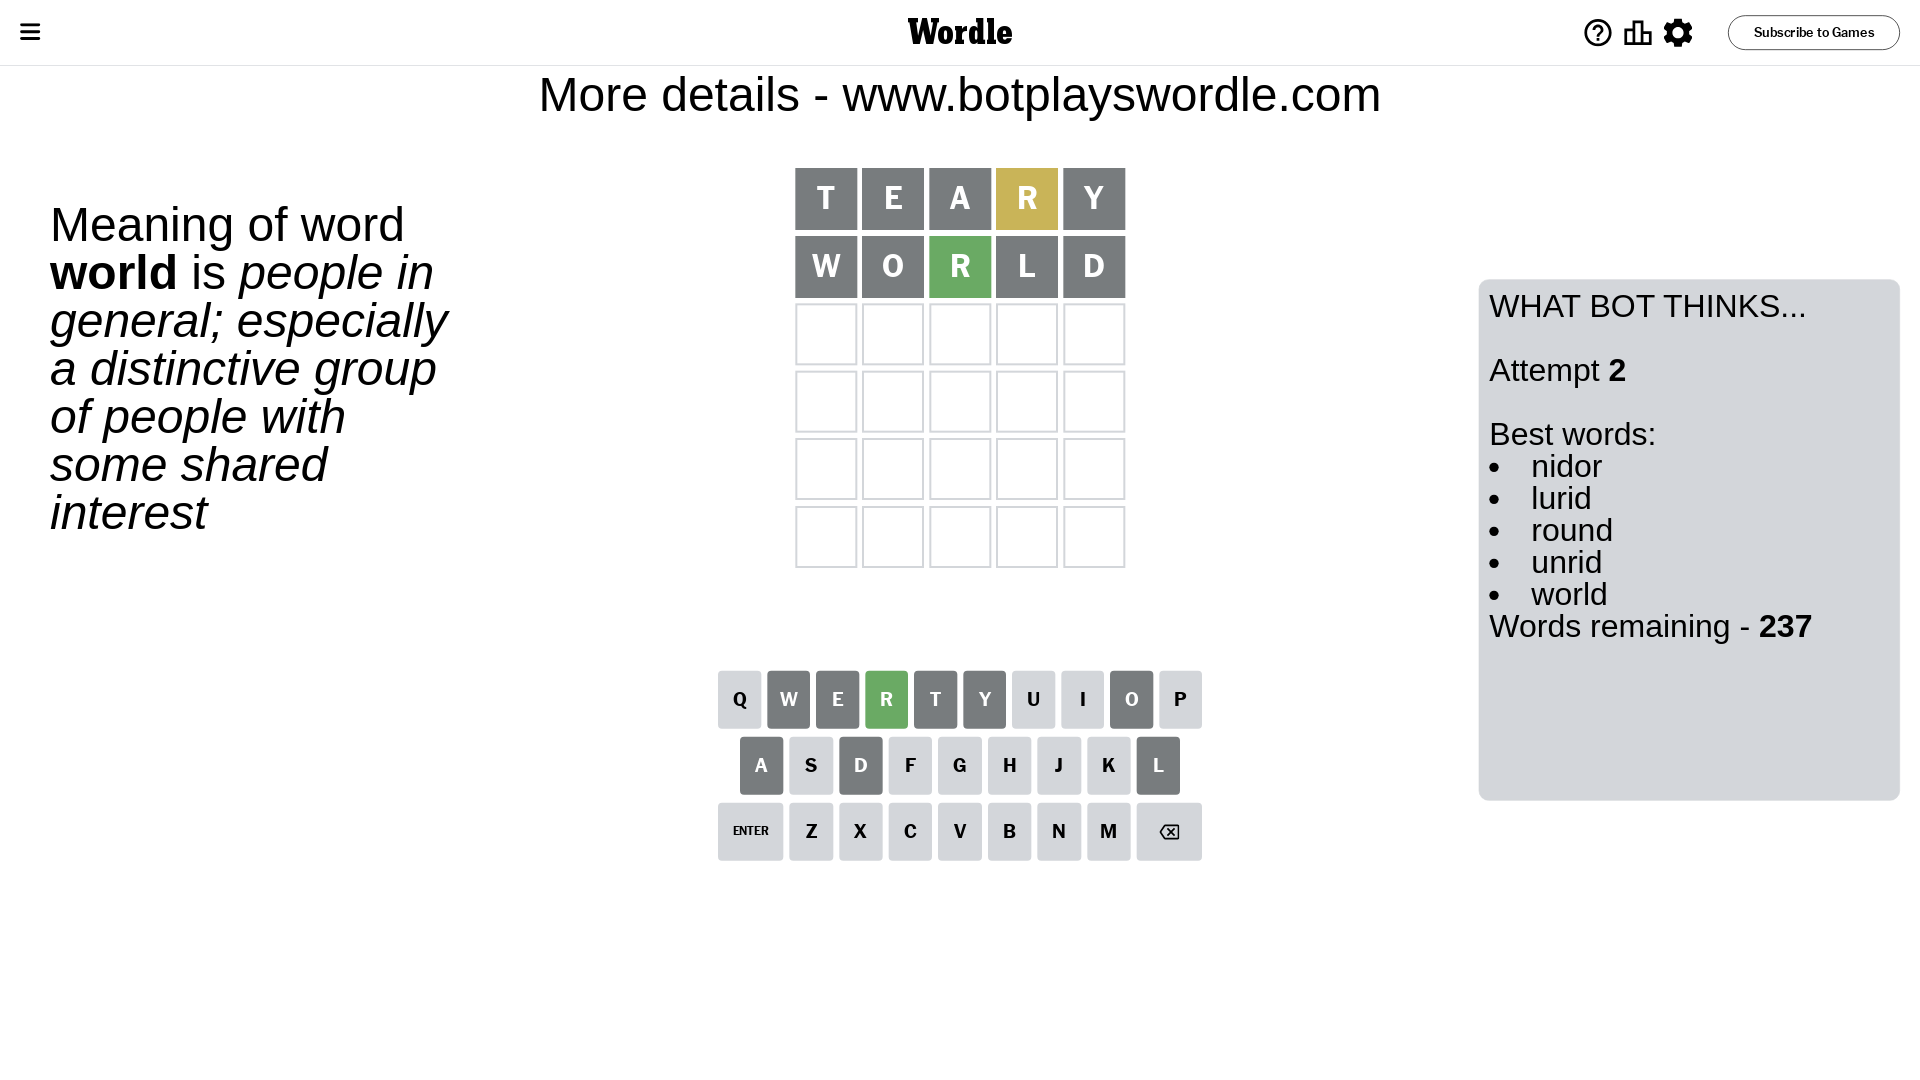 Wordle
Subscribe to Games
More details - www.botplayswordle.com
Meaning of word
world is people in
general; especially
a distinctive group
of people with
some shared
interest
T E A R Y
W O R L D
WHAT BOT THINKS...
Attempt 2
Best words:
• nidor
• lurid
• round
• unrid
• world
Words remaining - 237
Q W E R T Y U I O P
A S D F G H J K L
ENTER Z X C V B N M